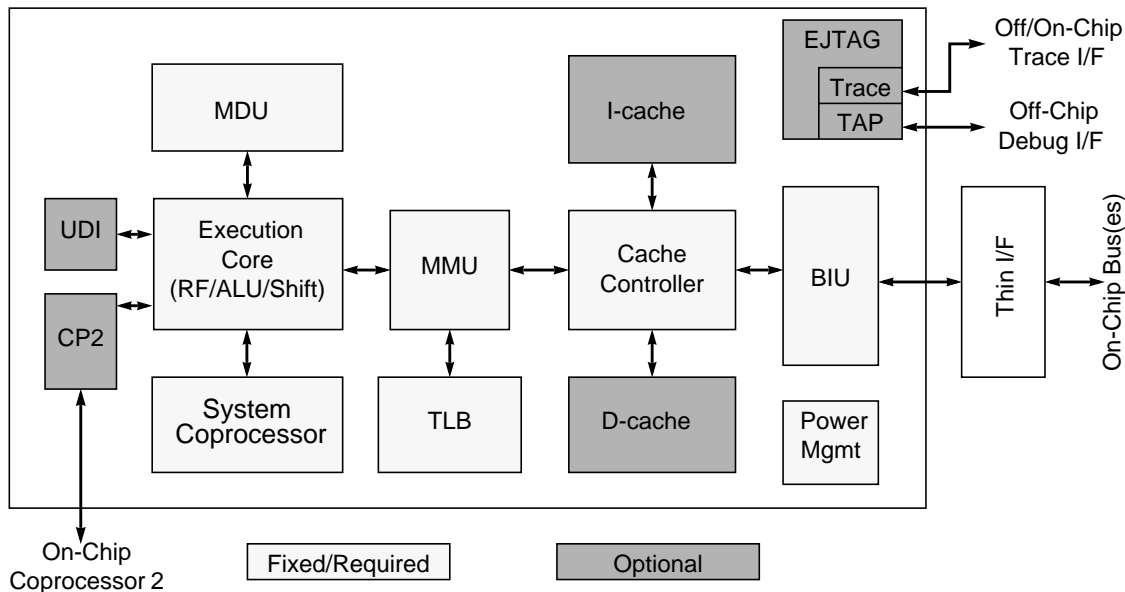 EJTAG
Off/On-Chip
Trace I/F
Trace
TAP
Off-Chip
Debug I/F
MDU
I-cache
UDI
Execution
Core
(RF/ALU/Shift)
MMU
Cache
Controller
BIU
Thin I/F
On-Chip Bus(es)
CP2
System
Coprocessor
TLB
D-cache
Power
Mgmt
On-Chip
Coprocessor 2
Fixed/Required
Optional